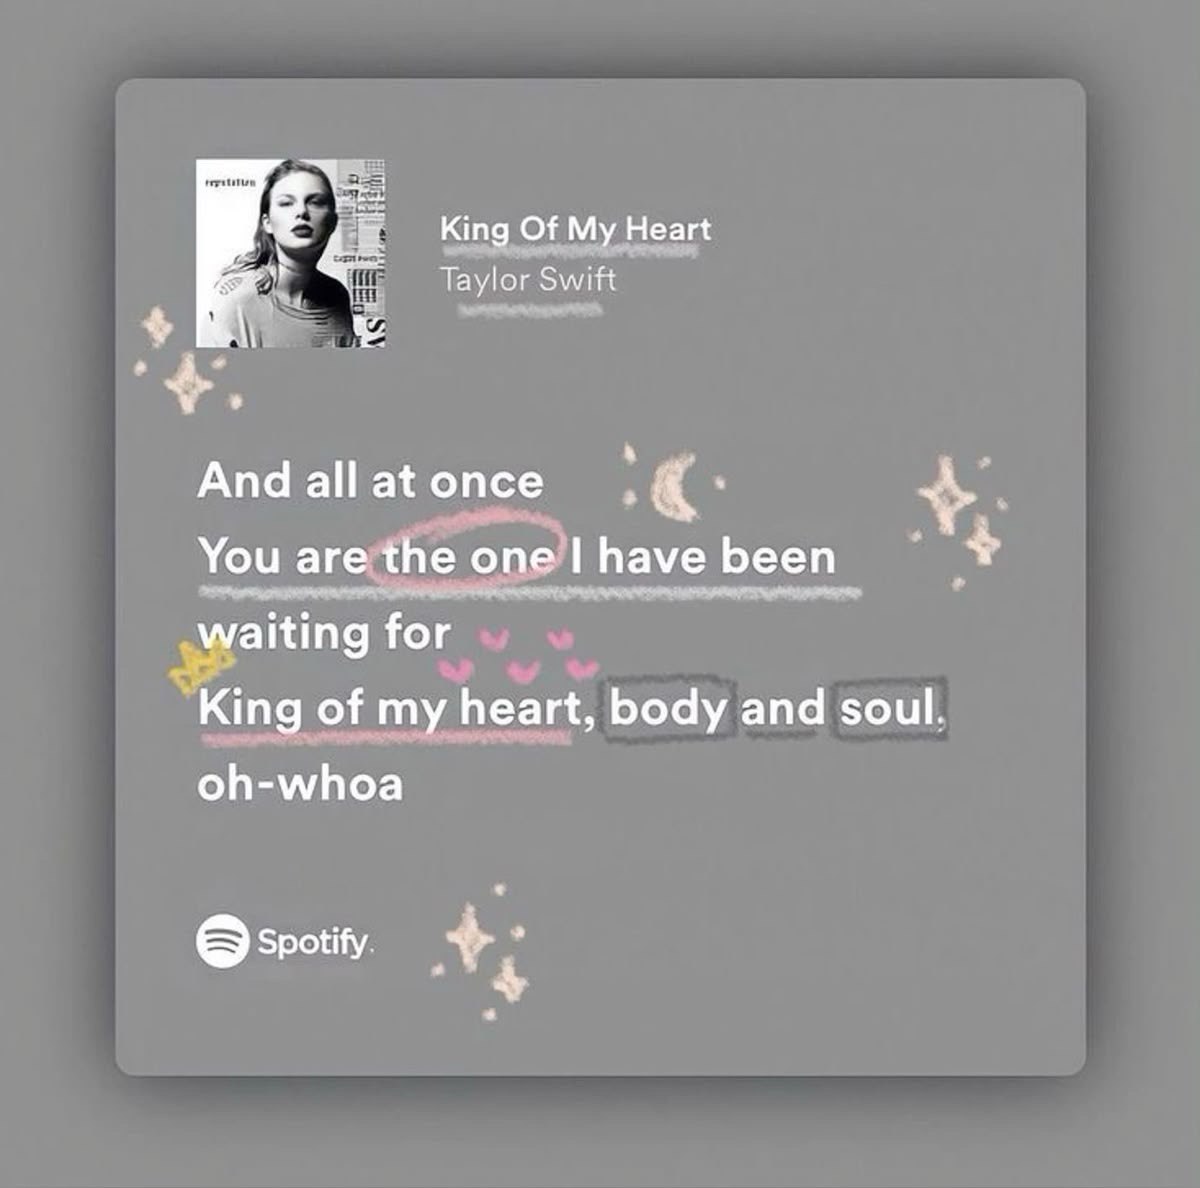 reputation
King Of My Heart
Taylor Swift
And all at once
You are the one I have been
waiting for
King of my heart, body and soul,
oh-whoa
Spotify